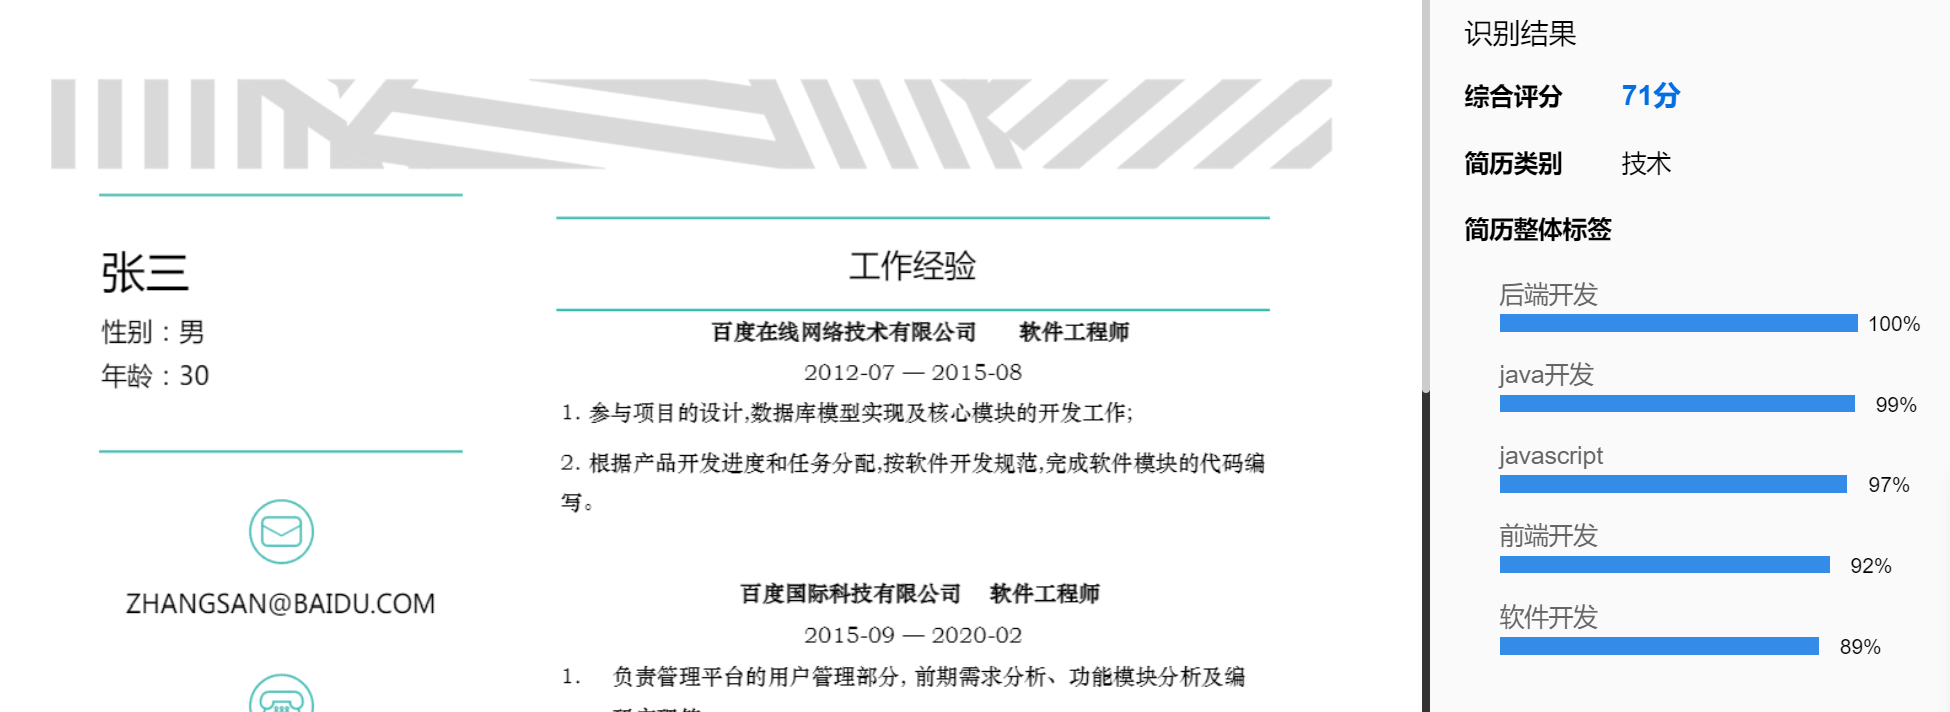 张三
性别：男
年龄：30
ZHANGSAN@BAIDU.COM
工作经验
百度在线网络技术有限公司 软件工程师
2012-07 — 2015-08
1. 参与项目的设计,数据库模型实现及核心模块的开发工作;
2. 根据产品开发进度和任务分配,按软件开发规范,完成软件模块的代码编
写。
百度国际科技有限公司 软件工程师
2015-09 — 2020-02
1. 负责管理平台的用户管理部分, 前期需求分析、功能模块分析及编
识别结果
综合评分 71分
简历类别 技术
简历整体标签
后端开发
100%
java开发
99%
javascript
97%
前端开发
92%
软件开发
89%